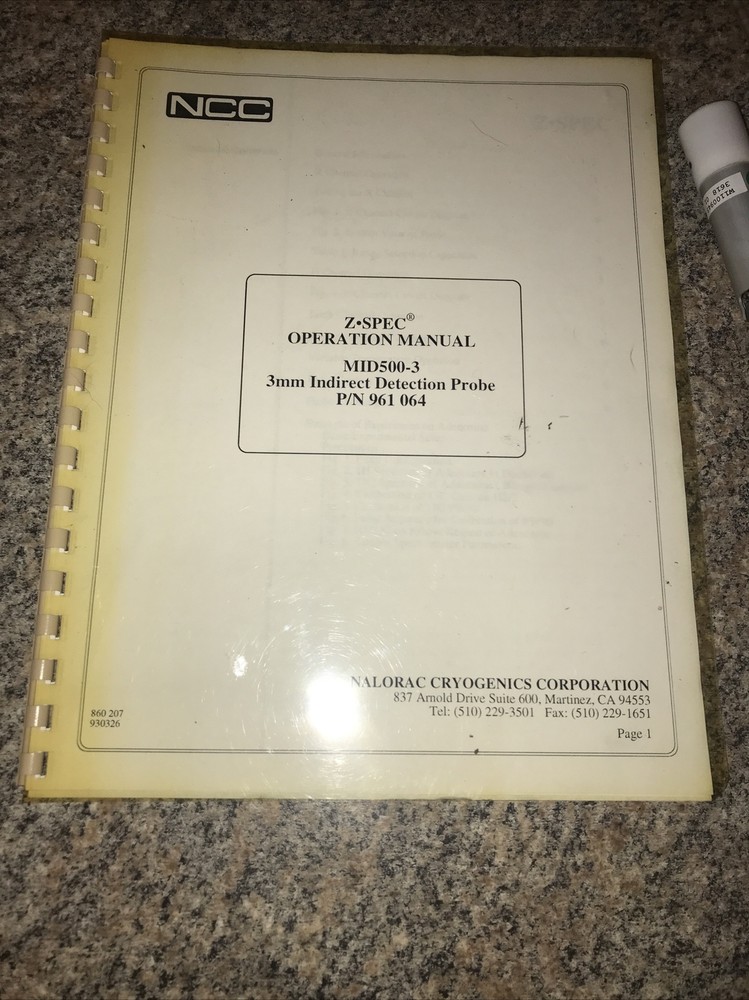 NCC
Z•SPEC®
OPERATION MANUAL
MID500-3
3mm Indirect Detection Probe
P/N 961 064
NALORAC CRYOGENICS CORPORATION
837 Arnold Drive Suite 600, Martinez, CA 94553
Tel: (510) 229-3501 Fax: (510) 229-1651
860 207
930326
Page 1